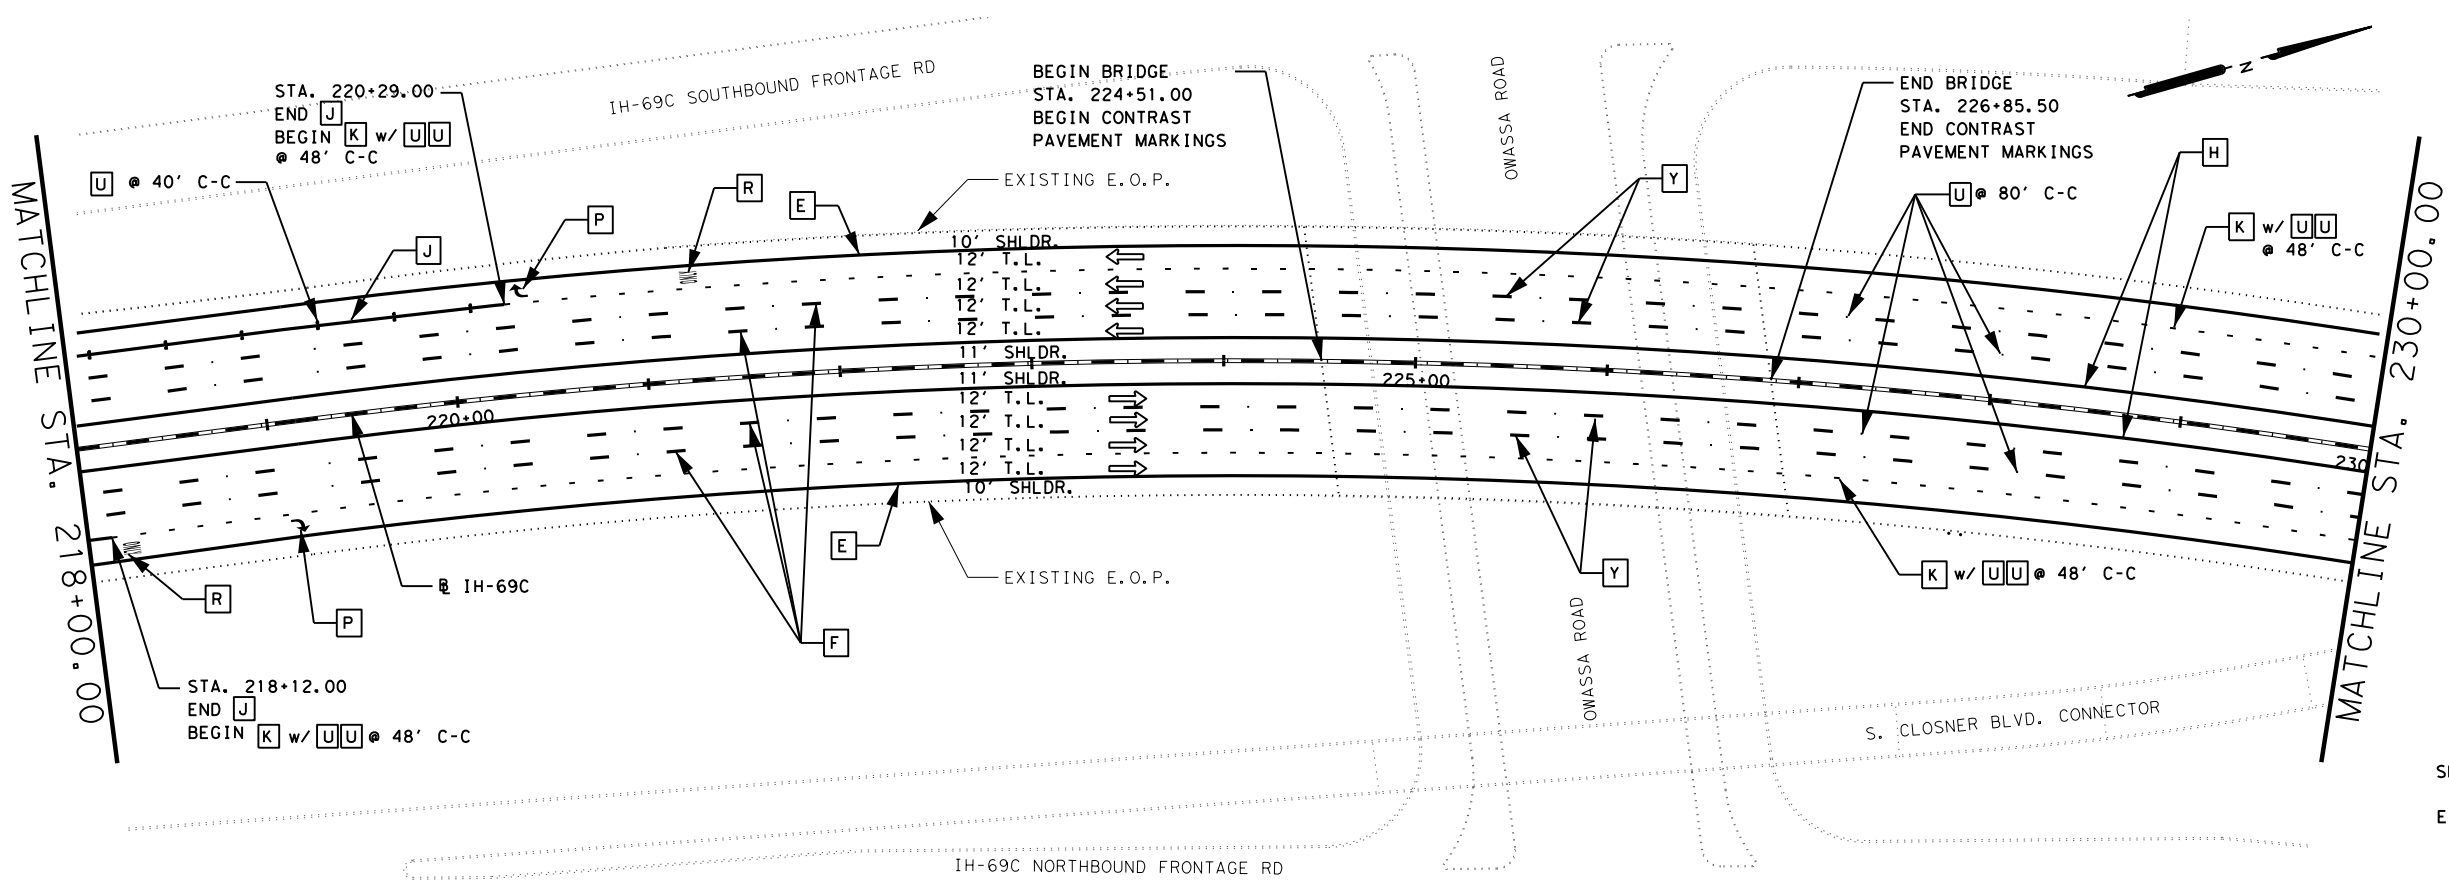 STA. 220+29.00
END J
BEGIN K w/ U U
@ 48' C-C
U @ 40' C-C
J
P
R
E
IH-69C SOUTHBOUND FRONTAGE RD
EXISTING E.O.P.
BEGIN BRIDGE
STA. 224+51.00
BEGIN CONTRAST
PAVEMENT MARKINGS
OWASSA ROAD
Y
END BRIDGE
STA. 226+85.50
END CONTRAST
PAVEMENT MARKINGS
U @ 80' C-C
H
K w/ U U
@ 48' C-C
N
MATCHLINE STA. 218+00.00
MATCHLINE STA. 230+00.00
10' SHLDR.
12' T.L.
12' T.L.
12' T.L.
12' T.L.
11' SHLDR.
11' SHLDR.
12' T.L.
12' T.L.
12' T.L.
12' T.L.
10' SHLDR.
220+00
225+00
230
R
P
℄ IH-69C
F
E
EXISTING E.O.P.
Y
OWASSA ROAD
K w/ U U @ 48' C-C
STA. 218+12.00
END J
BEGIN K w/ U U @ 48' C-C
S. CLOSNER BLVD. CONNECTOR
IH-69C NORTHBOUND FRONTAGE RD
E